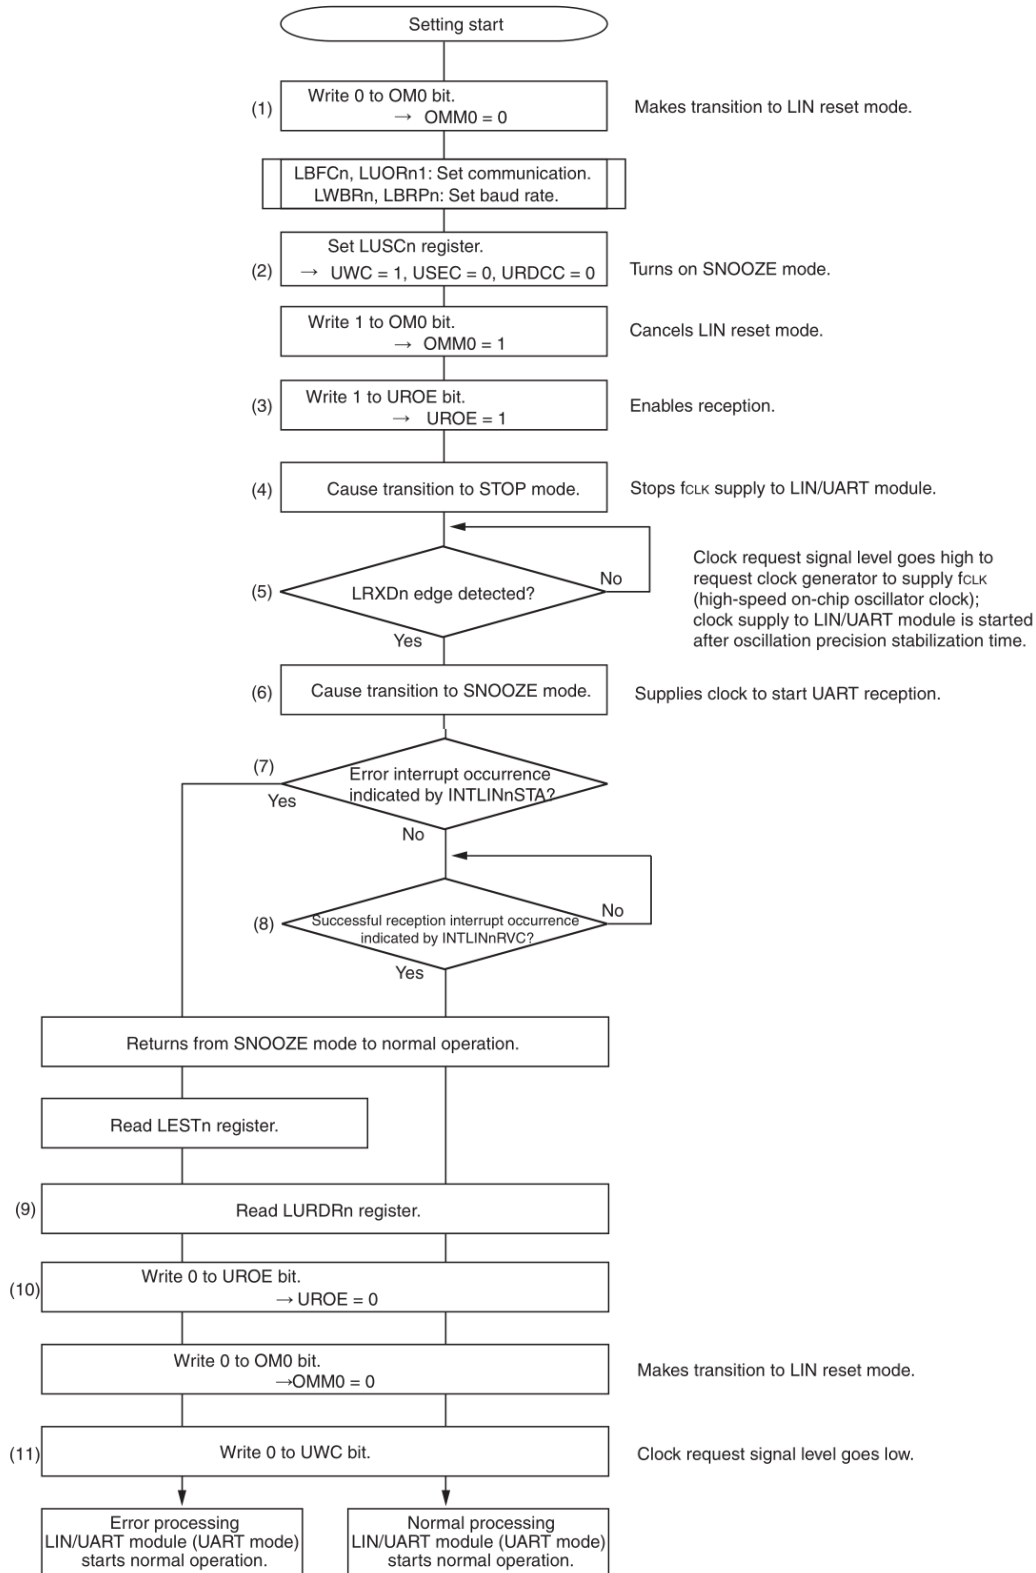 Setting start
(1)
Write 0 to OM0 bit.
→ OMM0 = 0
Makes transition to LIN reset mode.
LBFCn, LUORn1: Set communication.
LWBRn, LBRPn: Set baud rate.
(2)
Set LUSCn register.
→ UWC = 1, USEC = 0, URDCC = 0
Turns on SNOOZE mode.
Write 1 to OM0 bit.
→ OMM0 = 1
Cancels LIN reset mode.
(3)
Write 1 to UROE bit.
→ UROE = 1
Enables reception.
(4)
Cause transition to STOP mode.
Stops fCLK supply to LIN/UART module.
(5)
LRXDn edge detected?
No
Yes
Clock request signal level goes high to
request clock generator to supply fCLK
(high-speed on-chip oscillator clock);
clock supply to LIN/UART module is started
after oscillation precision stabilization time.
(6)
Cause transition to SNOOZE mode.
Supplies clock to start UART reception.
(7)
Error interrupt occurrence
indicated by INTLINnSTA?
Yes
No
(8)
Successful reception interrupt occurrence
indicated by INTLINnRVC?
No
Yes
Returns from SNOOZE mode to normal operation.
Read LESTn register.
(9)
Read LURDRn register.
(10)
Write 0 to UROE bit.
→ UROE = 0
Write 0 to OM0 bit.
→OMM0 = 0
Makes transition to LIN reset mode.
(11)
Write 0 to UWC bit.
Clock request signal level goes low.
Error processing
LIN/UART module (UART mode)
starts normal operation.
Normal processing
LIN/UART module (UART mode)
starts normal operation.